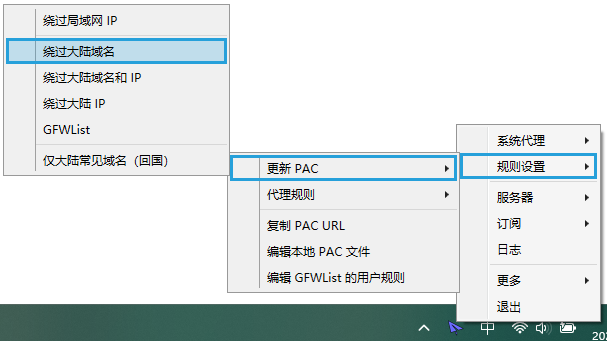 绕过局域网 IP
绕过大陆域名
绕过大陆域名和 IP
绕过大陆 IP
GFWList
仅大陆常见域名（回国）
更新 PAC
代理规则
复制 PAC URL
编辑本地 PAC 文件
编辑 GFWList 的用户规则
系统代理
规则设置
服务器
订阅
日志
更多
退出
中
202